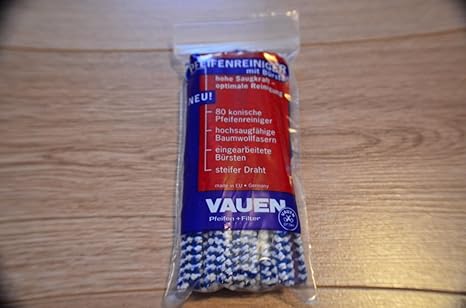 PFEIFENREINIGER
mit Bürsten
hohe Saugkraft -
optimale Reinigung
NEU!
80 konische
Pfeifenreiniger
hochsaugfähige
Baumwollfasern
eingearbeitete
Bürsten
steifer Draht
made in EU • Germany
VAUEN
Pfeifen + Filter